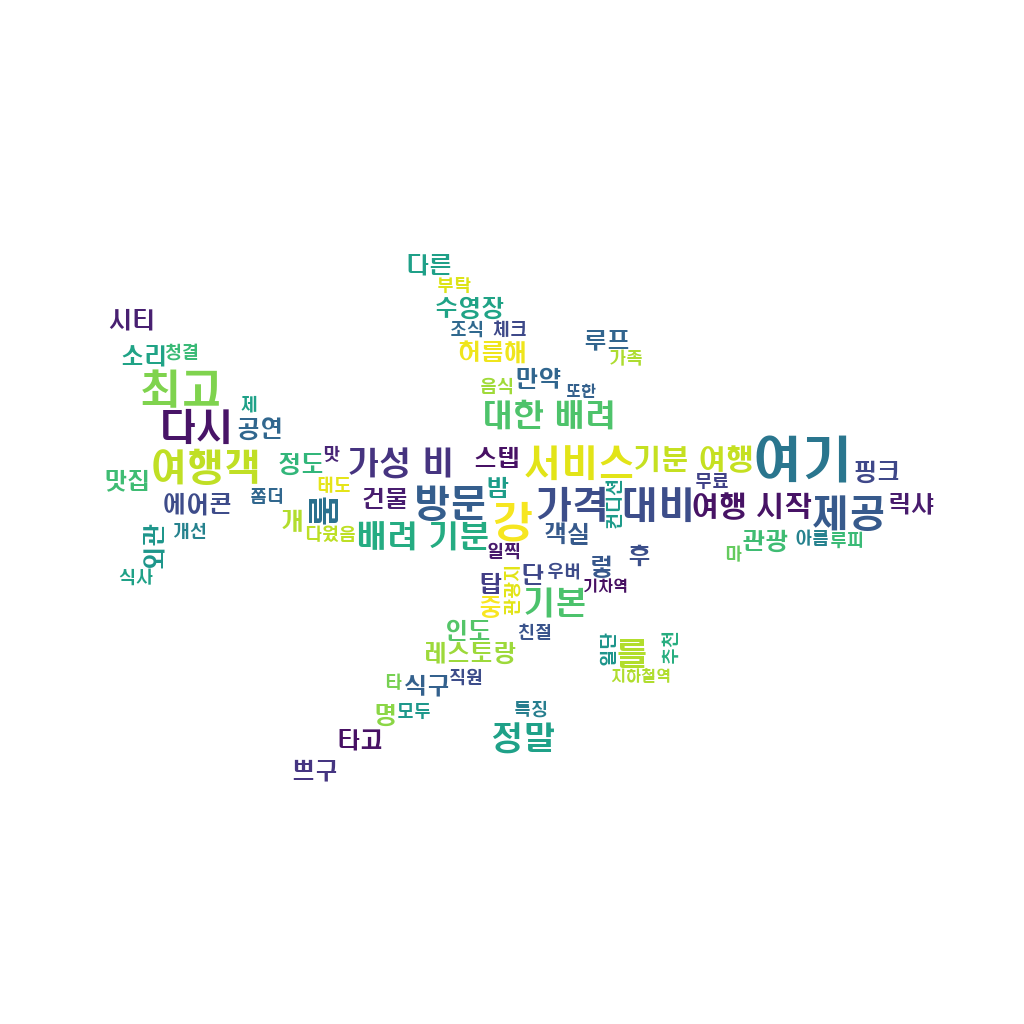 다른
부탁
수영장
시티
조식 체크
루프
소리 청결
허름해
가족
음식 만약
또한
최고
제
대한 배려
다시 공연
여기
여행객 정도 맛 가성 비 스텝 서비스 기분 여행
핑크
맛집
태도
무료
에어컨 쫌더
룸
건물 방문 밤
강
가격 대비 여행 시작 제공 릭샤
컨디션
개
다웠음
배려 기분
객실
외관
개선
일찍
후
관광 아름 루피
마
식사
탑
관광지
단 우버 렇
기차역
중
기본
인도
친절
레스토랑
일단
를
추천
지하철역
타 식구 직원
명 모두
특징
타고
정말
쁘구